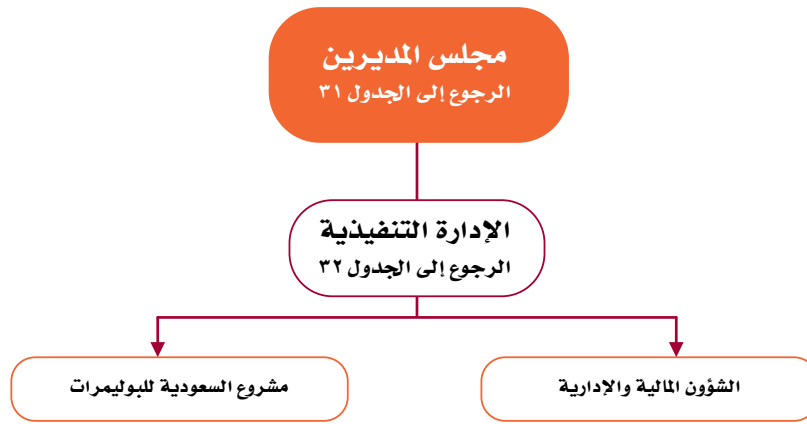 مجلس المديرين
الرجوع إلى الجدول ٣١
الإدارة التنفيذية
الرجوع إلى الجدول ٣٢
الشؤون المالية والإدارية
مشروع السعودية للبوليمرات